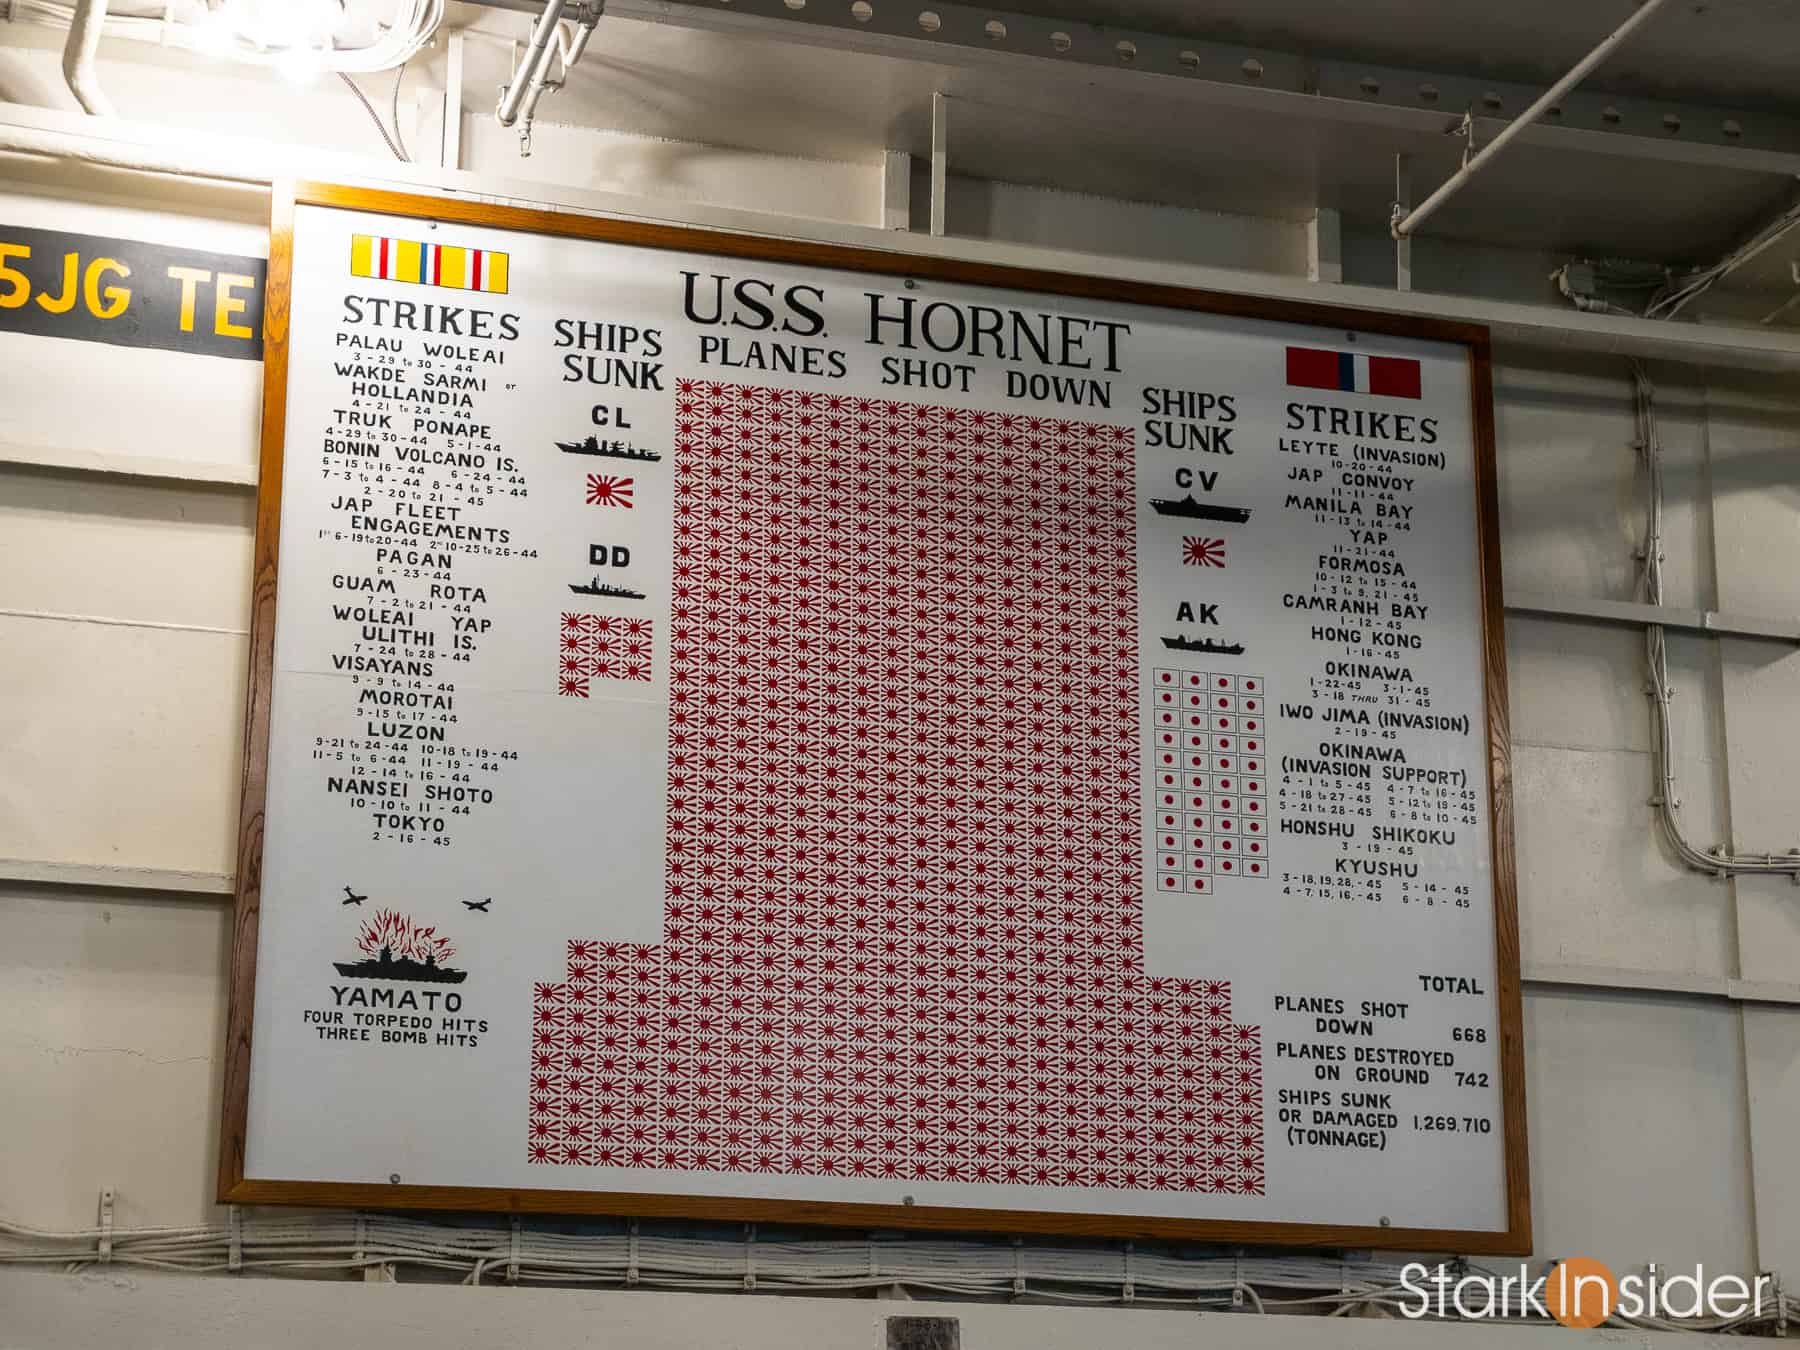 5JG TE
U.S.S. HORNET
PLANES SHOT DOWN
STRIKES
PALAU WOLEAI
3-29 to 30-44
WAKDE SARMI or
HOLLANDIA
4-21 to 24-44
TRUK PONAPE
4-29 to 30-44 5-1-44
BONIN VOLCANO IS.
6-15 to 16-44 6-24-44
7-3 to 4-44 8-4 to 5-44
2-20 to 21-45
JAP FLEET
ENGAGEMENTS
1st 6-19 to 20-44 2nd 10-25 to 26-44
PAGAN
6-23-44
GUAM ROTA
7-2 to 21-44
WOLEAI YAP
ULITHI IS.
7-24 to 28-44
VISAYANS
9-9 to 14-44
MOROTAI
9-15 to 17-44
LUZON
9-21 to 24-44 10-18 to 19-44
11-5 to 6-44 11-19-44
12-14 to 16-44
NANSEI SHOTO
10-10 to 11-44
TOKYO
2-16-45
YAMATO
FOUR TORPEDO HITS
THREE BOMB HITS
SHIPS
SUNK
CL
DD
SHIPS
SUNK
CV
AK
STRIKES
LEYTE (INVASION)
10-20-44
JAP CONVOY
11-11-44
MANILA BAY
11-13 to 14-44
YAP
11-21-44
FORMOSA
10-12 to 15-44
1-3 to 9, 21-45
CAMRANH BAY
1-12-45
HONG KONG
1-16-45
OKINAWA
1-22-45 3-1-45
3-18 THRU 31-45
IWO JIMA (INVASION)
2-19-45
OKINAWA
(INVASION SUPPORT)
4-1 to 5-45 4-7 to 16-45
4-18 to 27-45 5-12 to 19-45
5-21 to 28-45 6-8 to 10-45
HONSHU SHIKOKU
3-19-45
KYUSHU
3-18, 19, 28,-45 5-14-45
4-7, 15, 16,-45 6-8-45
TOTAL
PLANES SHOT
DOWN 668
PLANES DESTROYED
ON GROUND 742
SHIPS SUNK
OR DAMAGED 1,269,710
(TONNAGE)
StarkInsider